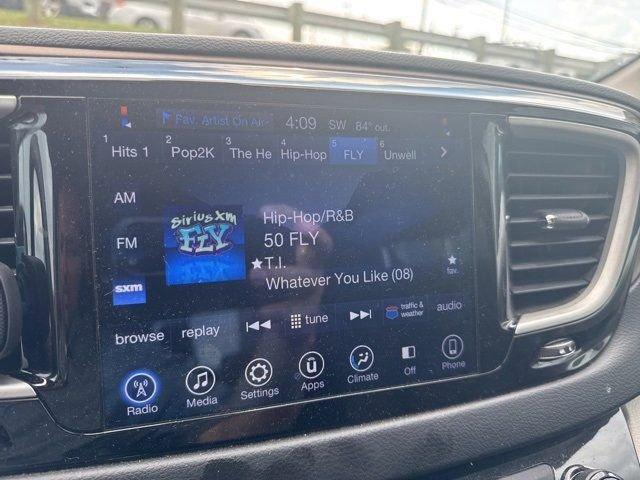 Fav. Artist On Air
4:09
SW
84° out.
1 Hits 1
2 Pop2K
3 The He
4 Hip-Hop
5 FLY
6 Unwell
AM
FM
sxm
SiriusXM
FLY
Hip-Hop/R&B
50 FLY
T.I.
Whatever You Like (08)
fav.
browse
replay
tune
traffic & weather
audio
Radio
Media
Settings
Apps
Climate
Off
Phone